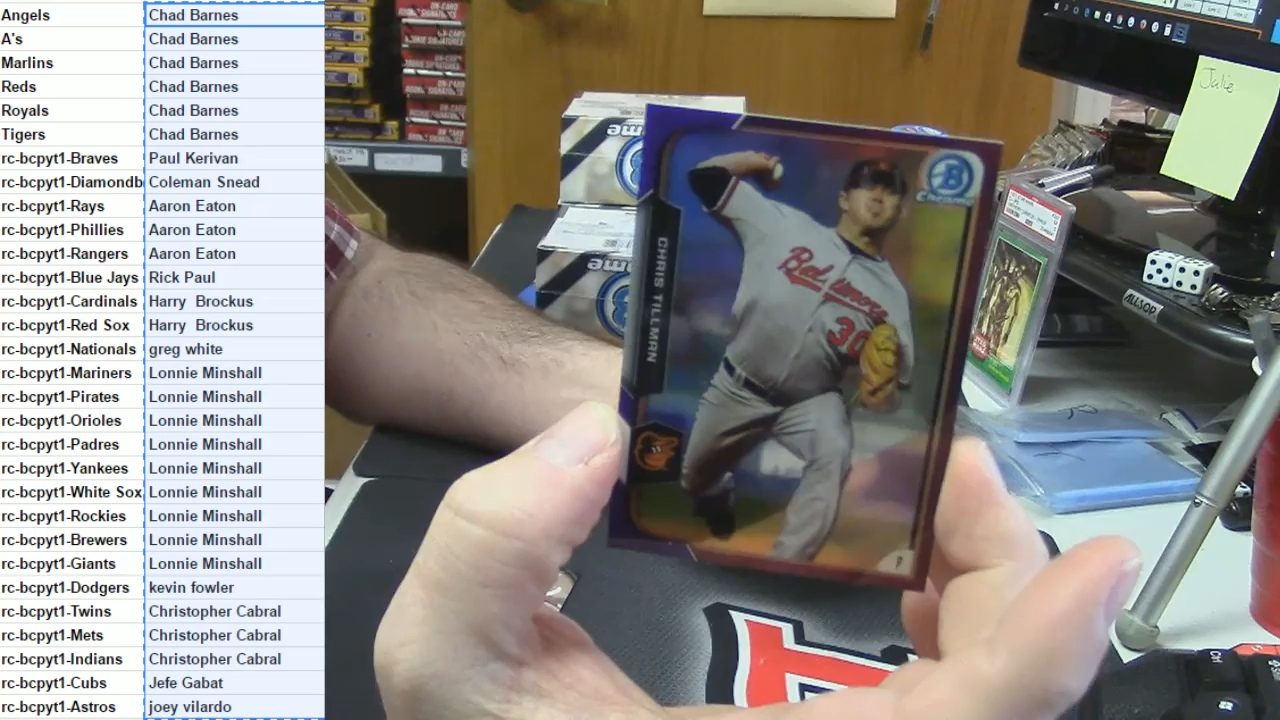 Angels Chad Barnes
A's Chad Barnes
Marlins Chad Barnes
Reds Chad Barnes
Royals Chad Barnes
Tigers Chad Barnes
rc-bcpyt1-Braves Paul Kerivan
rc-bcpyt1-Diamondb Coleman Snead
rc-bcpyt1-Rays Aaron Eaton
rc-bcpyt1-Phillies Aaron Eaton
rc-bcpyt1-Rangers Aaron Eaton
rc-bcpyt1-Blue Jays Rick Paul
rc-bcpyt1-Cardinals Harry Brockus
rc-bcpyt1-Red Sox Harry Brockus
rc-bcpyt1-Nationals greg white
rc-bcpyt1-Mariners Lonnie Minshall
rc-bcpyt1-Pirates Lonnie Minshall
rc-bcpyt1-Orioles Lonnie Minshall
rc-bcpyt1-Padres Lonnie Minshall
rc-bcpyt1-Yankees Lonnie Minshall
rc-bcpyt1-White Sox Lonnie Minshall
rc-bcpyt1-Rockies Lonnie Minshall
rc-bcpyt1-Brewers Lonnie Minshall
rc-bcpyt1-Giants Lonnie Minshall
rc-bcpyt1-Dodgers kevin fowler
rc-bcpyt1-Twins Christopher Cabral
rc-bcpyt1-Mets Christopher Cabral
rc-bcpyt1-Indians Christopher Cabral
rc-bcpyt1-Cubs Jefe Gabat
rc-bcpyt1-Astros joey vilardo
B
Chrome
CHRIS TILLMAN
Baltimore
30
P
Julie
ALLSOP
Ctrl